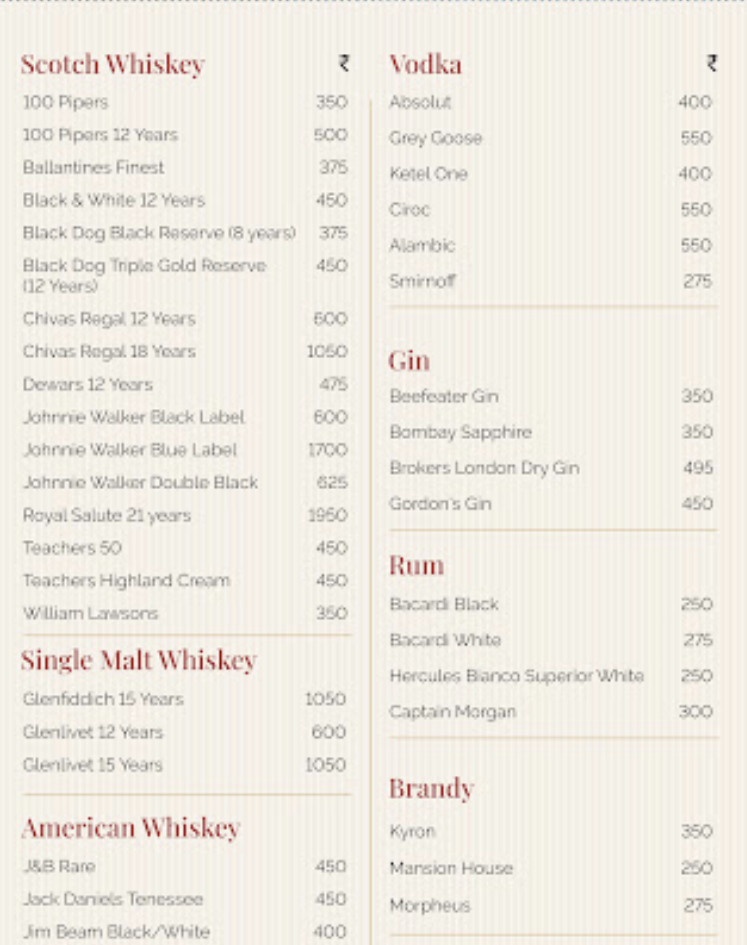 Scotch Whiskey ₹
100 Pipers 350
100 Pipers 12 Years 500
Ballantines Finest 375
Black & White 12 Years 450
Black Dog Black Reserve (8 years) 375
Black Dog Triple Gold Reserve 450
(12 Years)
Chivas Regal 12 Years 600
Chivas Regal 18 Years 1050
Dewars 12 Years 475
Johnnie Walker Black Label 600
Johnnie Walker Blue Label 1700
Johnnie Walker Double Black 625
Royal Salute 21 years 1950
Teachers 50 450
Teachers Highland Cream 450
William Lawsons 350
Single Malt Whiskey
Glenfiddich 15 Years 1050
Glenlivet 12 Years 600
Glenlivet 15 Years 1050
American Whiskey
J&B Rare 450
Jack Daniels Tenessee 450
Jim Beam Black/White 400
Vodka ₹
Absolut 400
Grey Goose 550
Ketel One 400
Ciroc 550
Alambic 550
Smirnoff 275
Gin
Beefeater Gin 350
Bombay Sapphire 350
Brokers London Dry Gin 495
Gordon's Gin 450
Rum
Bacardi Black 250
Bacardi White 275
Hercules Bianco Superior White 250
Captain Morgan 300
Brandy
Kyron 350
Mansion House 250
Morpheus 275